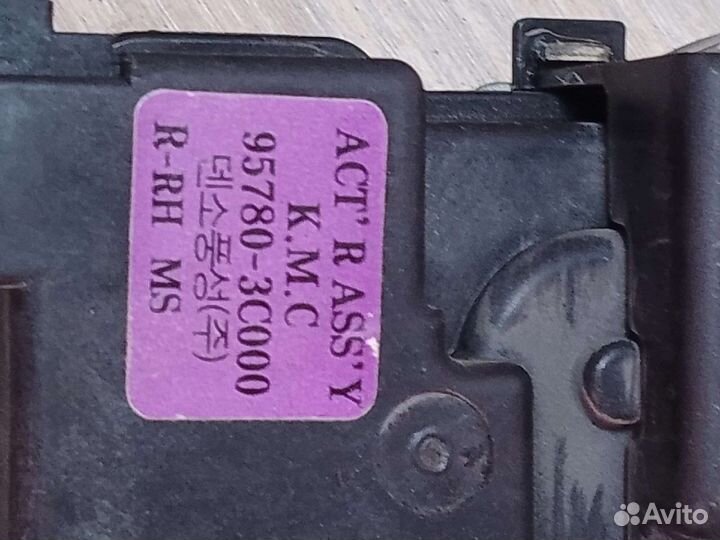 ACT'R ASS'Y
K.M.C
95780-3C000
덴소풍성(주)
R-RH MS
Avito